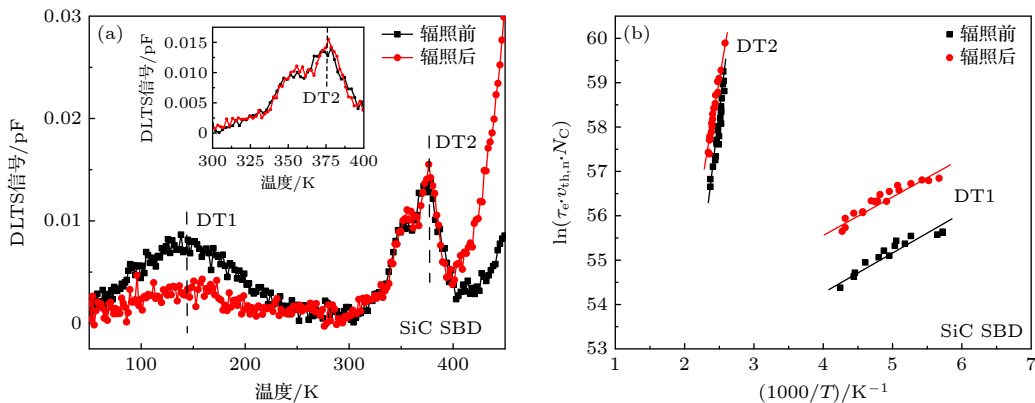 (a)
辐照前
辐照后
DT1
DT2
SiC SBD
DLTS信号/pF
0.03
0.02
0.01
0
100
200
300
400
温度/K
DLTS信号/pF
0.015
0.010
0.005
0
300
325
350
375
400
温度/K
DT2
(b)
辐照前
辐照后
DT2
DT1
SiC SBD
ln(τe·vth,n·NC)
60
59
58
57
56
55
54
53
1
2
3
4
5
6
7
(1000/T)/K−1